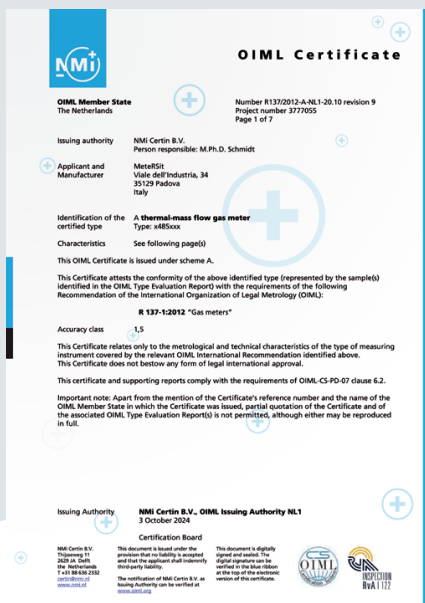 NMi
OIML Certificate
OIML Member State
The Netherlands
Number R137/2012-A-NL1-20.10 revision 9
Project number 3777055
Page 1 of 7
Issuing authority
NMi Certin B.V.
Person responsible: M.Ph.D. Schmidt
Applicant and
Manufacturer
MeteRSit
Viale dell'Industria, 34
35129 Padova
Italy
Identification of the
certified type
A thermal-mass flow gas meter
Type: x485xxx
Characteristics
See following page(s)
This OIML Certificate is issued under scheme A.
This Certificate attests the conformity of the above identified type (represented by the sample(s)
identified in the OIML Type Evaluation Report) with the requirements of the following
Recommendation of the International Organization of Legal Metrology (OIML):
R 137-1:2012 "Gas meters"
Accuracy class
1,5
This Certificate relates only to the metrological and technical characteristics of the type of measuring
instrument covered by the relevant OIML International Recommendation identified above.
This Certificate does not bestow any form of legal international approval.
This certificate and supporting reports comply with the requirements of OIML-CS-PD-07 clause 6.2.
Important note: Apart from the mention of the Certificate's reference number and the name of the
OIML Member State in which the Certificate was issued, partial quotation of the Certificate and of
the associated OIML Type Evaluation Report(s) is not permitted, although either may be reproduced
in full.
Issuing Authority
NMi Certin B.V., OIML Issuing Authority NL1
3 October 2024
Certification Board
NMi Certin B.V.
Thijsseweg 11
2629 JA Delft
the Netherlands
T +31 88 636 2332
certin@nmi.nl
www.nmi.nl
This document is issued under the
provision that no liability is accepted
and that the applicant shall indemnify
third-party liability.
The notification of NMi Certin B.V. as
Issuing Authority can be verified at
www.oiml.org
This document is digitally
signed and sealed. The
digital signature can be
verified in the blue ribbon
at the top of the electronic
version of this certificate.
CS
OIML
INSPECTION
RvA I 122